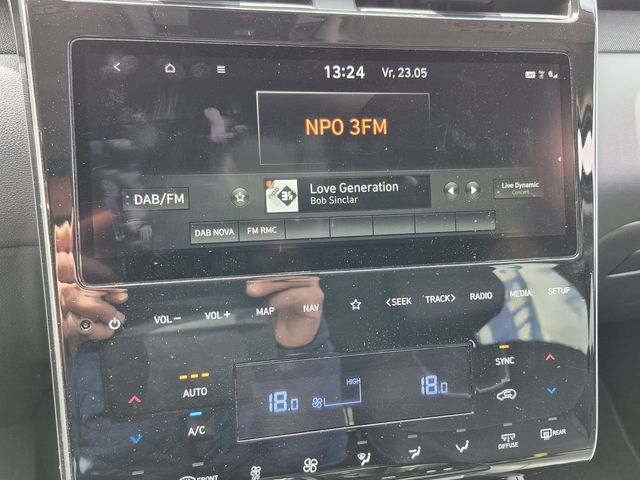 13:24 Vr, 23.05
NPO 3FM
DAB/FM
Love Generation
Bob Sinclar
Live Dynamic
Concert
DAB NOVA FM RMC
VOL− VOL+ MAP NAV <SEEK TRACK> RADIO MEDIA SETUP
AUTO SYNC
18.0 HIGH 18.0
A/C
DIFFUSE REAR
FRONT